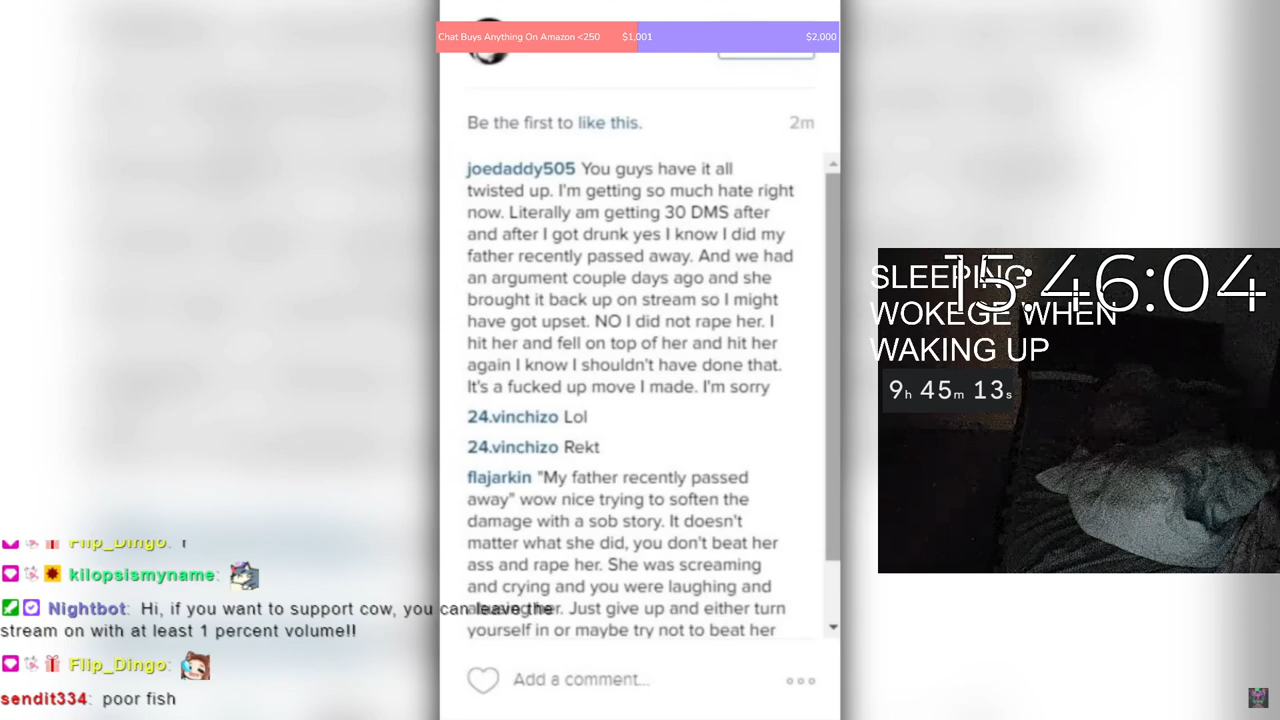 Chat Buys Anything On Amazon <250 $1,001 $2,000
Be the first to like this. 2m
joedaddy505 You guys have it all
twisted up. I'm getting so much hate right
now. Literally am getting 30 DMS after
and after I got drunk yes I know I did my
father recently passed away. And we had
an argument couple days ago and she
brought it back up on stream so I might
have got upset. NO I did not rape her. I
hit her and fell on top of her and hit her
again I know I shouldn't have done that.
It's a fucked up move I made. I'm sorry
24.vinchizo Lol
24.vinchizo Rekt
flajarkin "My father recently passed
away" wow nice trying to soften the
damage with a sob story. It doesn't
matter what she did, you don't beat her
ass and rape her. She was screaming
and crying and you were laughing and
abusing her. Just give up and either turn
yourself in or maybe try not to beat her
Add a comment...
15:46:04
SLEEPING
WOKEGE WHEN
WAKING UP
9h 45m 13s
Flip_Dingo:
kilopsismyname:
Nightbot: Hi, if you want to support cow, you can leave the
stream on with at least 1 percent volume!!
Flip_Dingo:
sendit334: poor fish